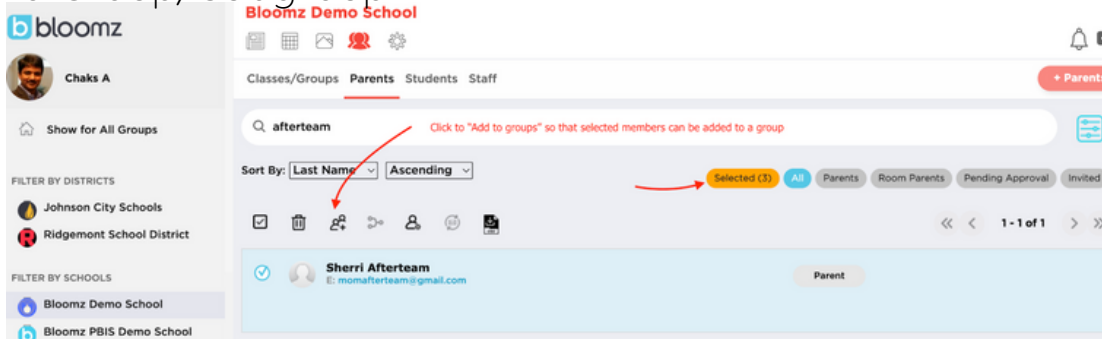 Bloomz Demo School
bloomz
Chaks A
Classes/Groups Parents Students Staff
+ Parents
Show for All Groups
afterteam
Click to "Add to groups" so that selected members can be added to a group
Sort By: Last Name Ascending
Selected (3) All Parents Room Parents Pending Approval Invited
FILTER BY DISTRICTS
Johnson City Schools
Ridgemont School District
1 - 1 of 1
FILTER BY SCHOOLS
Sherri Afterteam
E: momafterteam@gmail.com
Parent
Bloomz Demo School
Bloomz PBIS Demo School